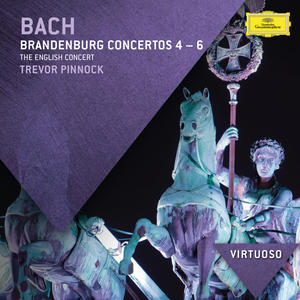 BACH
BRANDENBURG CONCERTOS 4 – 6
THE ENGLISH CONCERT
TREVOR PINNOCK
Deutsche
Grammophon
VIRTUOSO